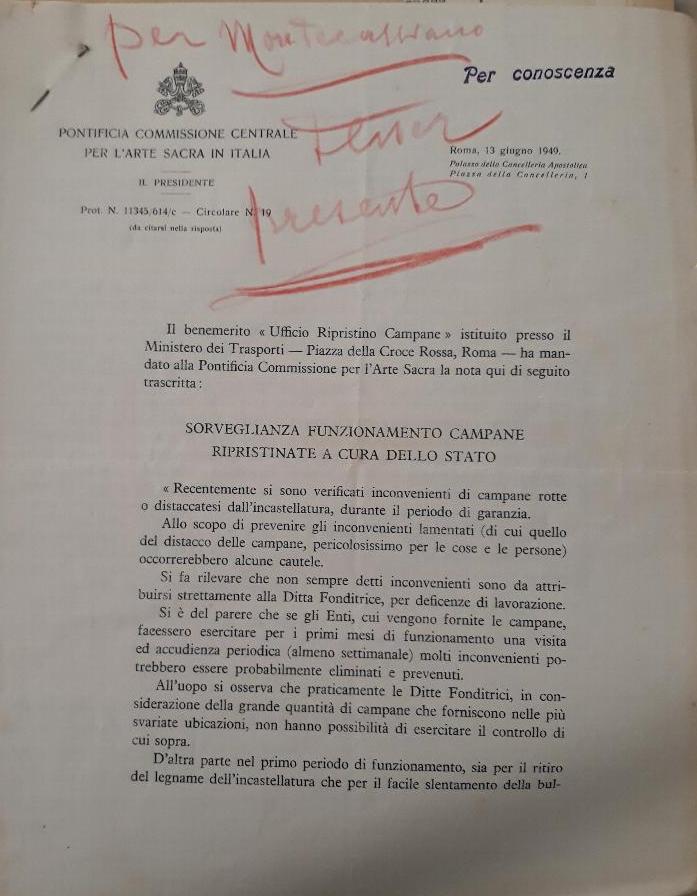 per Montecassiano
Per conoscenza
PONTIFICIA COMMISSIONE CENTRALE
PER L'ARTE SACRA IN ITALIA
IL PRESIDENTE
Prot. N. 11345/614/c — Circolare N. 19
(da citarsi nella risposta)
tener
presente
Roma, 13 giugno 1949.
Palazzo della Cancelleria Apostolica
Piazza della Cancelleria, 1
Il benemerito « Ufficio Ripristino Campane » istituito presso il
Ministero dei Trasporti — Piazza della Croce Rossa, Roma — ha man-
dato alla Pontificia Commissione per l'Arte Sacra la nota qui di seguito
trascritta :
SORVEGLIANZA FUNZIONAMENTO CAMPANE
RIPRISTINATE A CURA DELLO STATO
« Recentemente si sono verificati inconvenienti di campane rotte
o distaccatesi dall'incastellatura, durante il periodo di garanzia.
Allo scopo di prevenire gli inconvenienti lamentati (di cui quello
del distacco delle campane, pericolosissimo per le cose e le persone)
occorrerebbero alcune cautele.
Si fa rilevare che non sempre detti inconvenienti sono da attri-
buirsi strettamente alla Ditta Fonditrice, per deficenze di lavorazione.
Si è del parere che se gli Enti, cui vengono fornite le campane,
facessero esercitare per i primi mesi di funzionamento una visita
ed accudienza periodica (almeno settimanale) molti inconvenienti po-
trebbero essere probabilmente eliminati e prevenuti.
All'uopo si osserva che praticamente le Ditte Fonditrici, in con-
siderazione della grande quantità di campane che forniscono nelle più
svariate ubicazioni, non hanno possibilità di esercitare il controllo di
cui sopra.
D'altra parte nel primo periodo di funzionamento, sia per il ritiro
del legname dell'incastellatura che per il facile slentamento della bul-